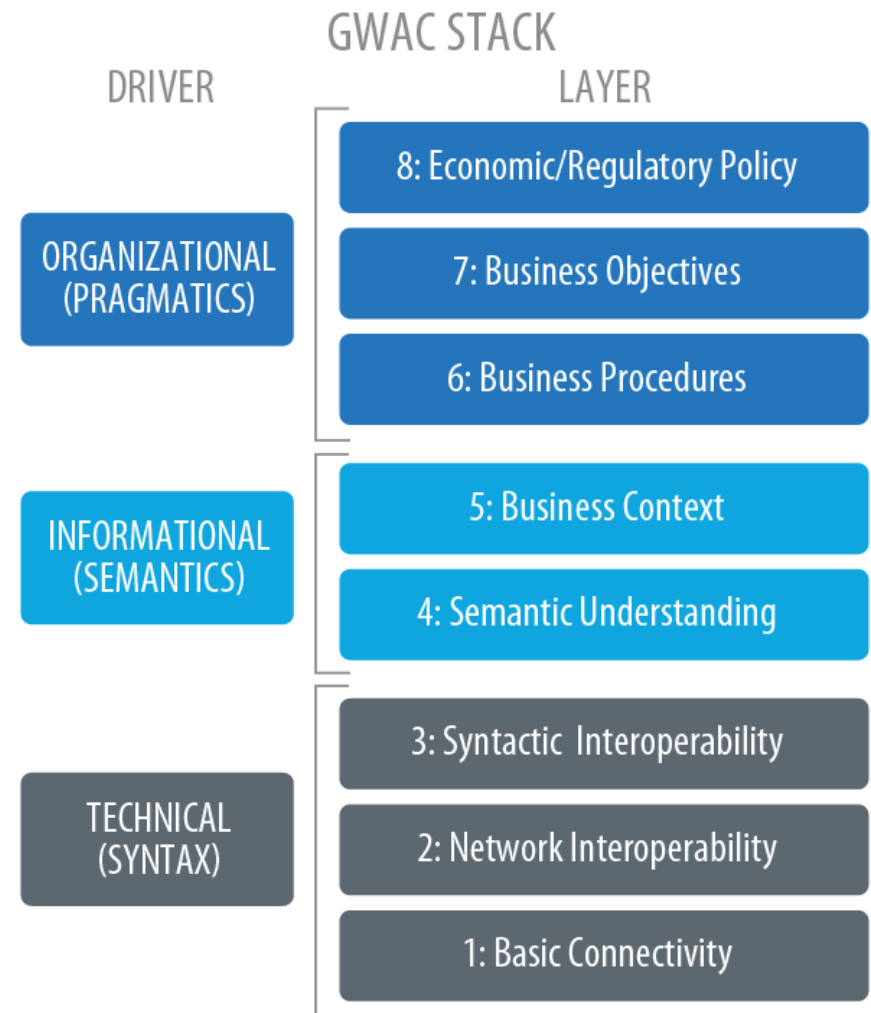 GWAC STACK
DRIVER
LAYER
ORGANIZATIONAL
(PRAGMATICS)
8: Economic/Regulatory Policy
7: Business Objectives
6: Business Procedures
INFORMATIONAL
(SEMANTICS)
5: Business Context
4: Semantic Understanding
TECHNICAL
(SYNTAX)
3: Syntactic Interoperability
2: Network Interoperability
1: Basic Connectivity